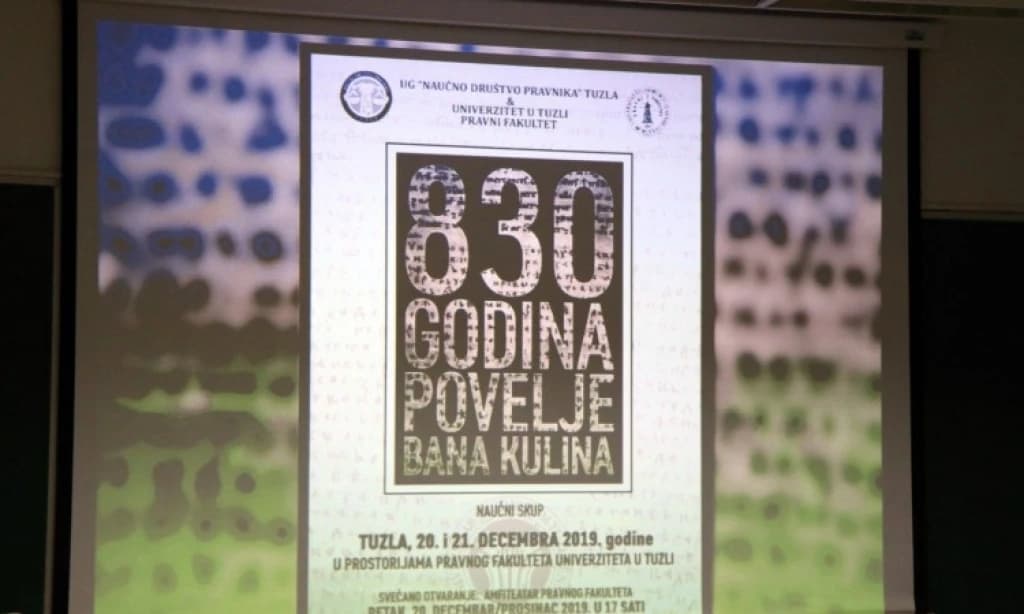 UG "NAUČNO DRUŠTVO PRAVNIKA" TUZLA
&
UNIVERZITET U TUZLI
PRAVNI FAKULTET
830
GODINA
POVELJE
BANA KULINA
NAUČNI SKUP
TUZLA, 20. i 21. DECEMBRA 2019. godine
U PROSTORIJAMA PRAVNOG FAKULTETA UNIVERZITETA U TUZLI
SVEČANO OTVARANJE: AMFITEATAR PRAVNOG FAKULTETA
PETAK, 20. DECEMBAR/PROSINAC 2019. U 17 SATI